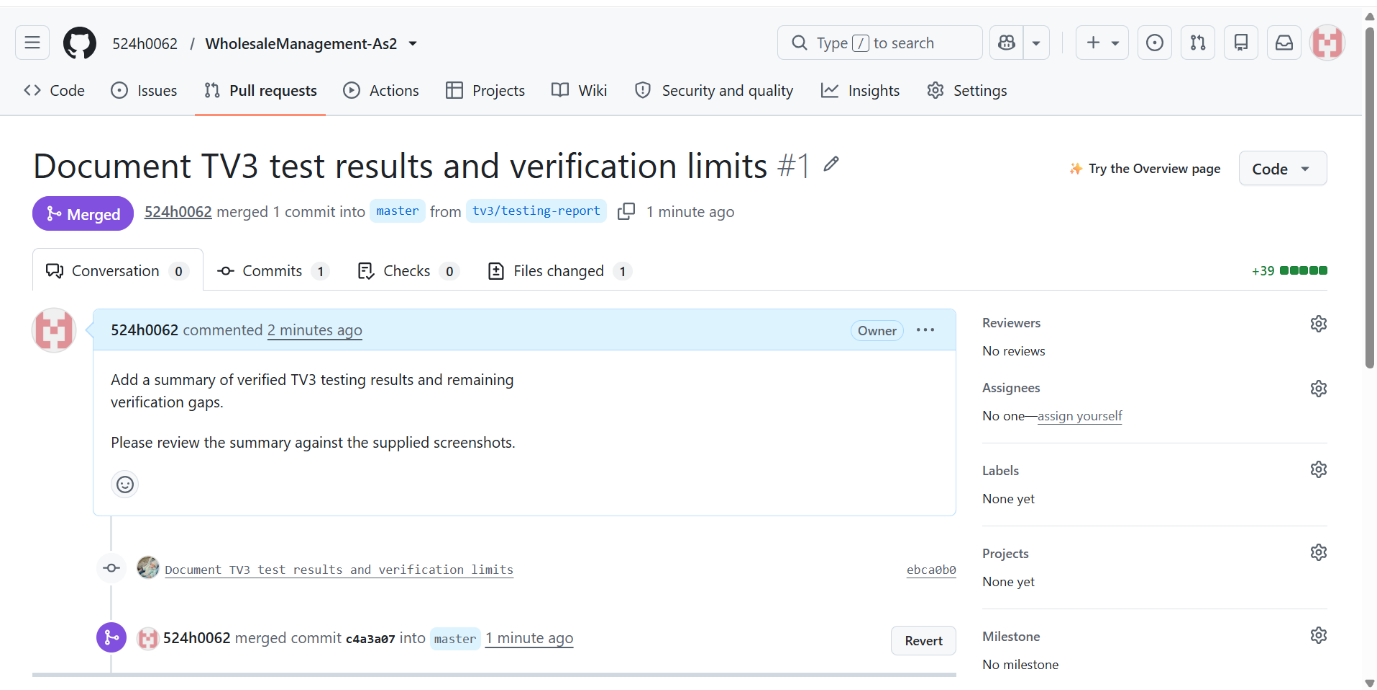 524h0062 / WholesaleManagement-As2
Type / to search
Code Issues Pull requests Actions Projects Wiki Security and quality Insights Settings
Document TV3 test results and verification limits #1
Try the Overview page
Code
Merged 524h0062 merged 1 commit into master from tv3/testing-report 1 minute ago
Conversation 0 Commits 1 Checks 0 Files changed 1
+39
524h0062 commented 2 minutes ago
Owner
Add a summary of verified TV3 testing results and remaining
verification gaps.
Please review the summary against the supplied screenshots.
Document TV3 test results and verification limits ebca0b0
524h0062 merged commit c4a3a07 into master 1 minute ago
Revert
Reviewers
No reviews
Assignees
No one—assign yourself
Labels
None yet
Projects
None yet
Milestone
No milestone